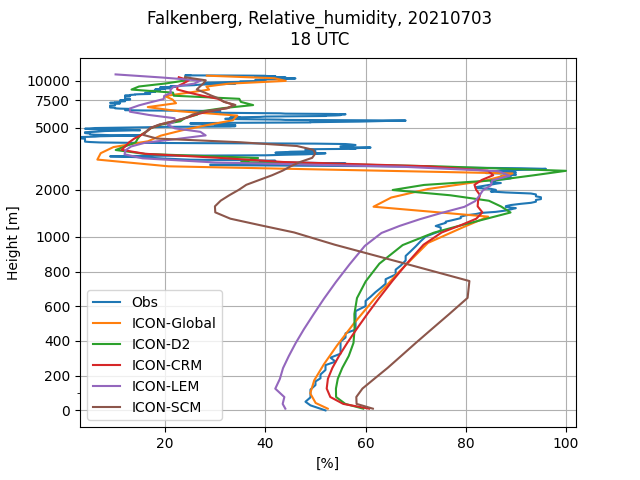 Falkenberg, Relative_humidity, 20210703
18 UTC
10000
7500
5000
2000
1000
800
600
400
200
0
Height [m]
Obs
ICON-Global
ICON-D2
ICON-CRM
ICON-LEM
ICON-SCM
20 40 60 80 100
[%]